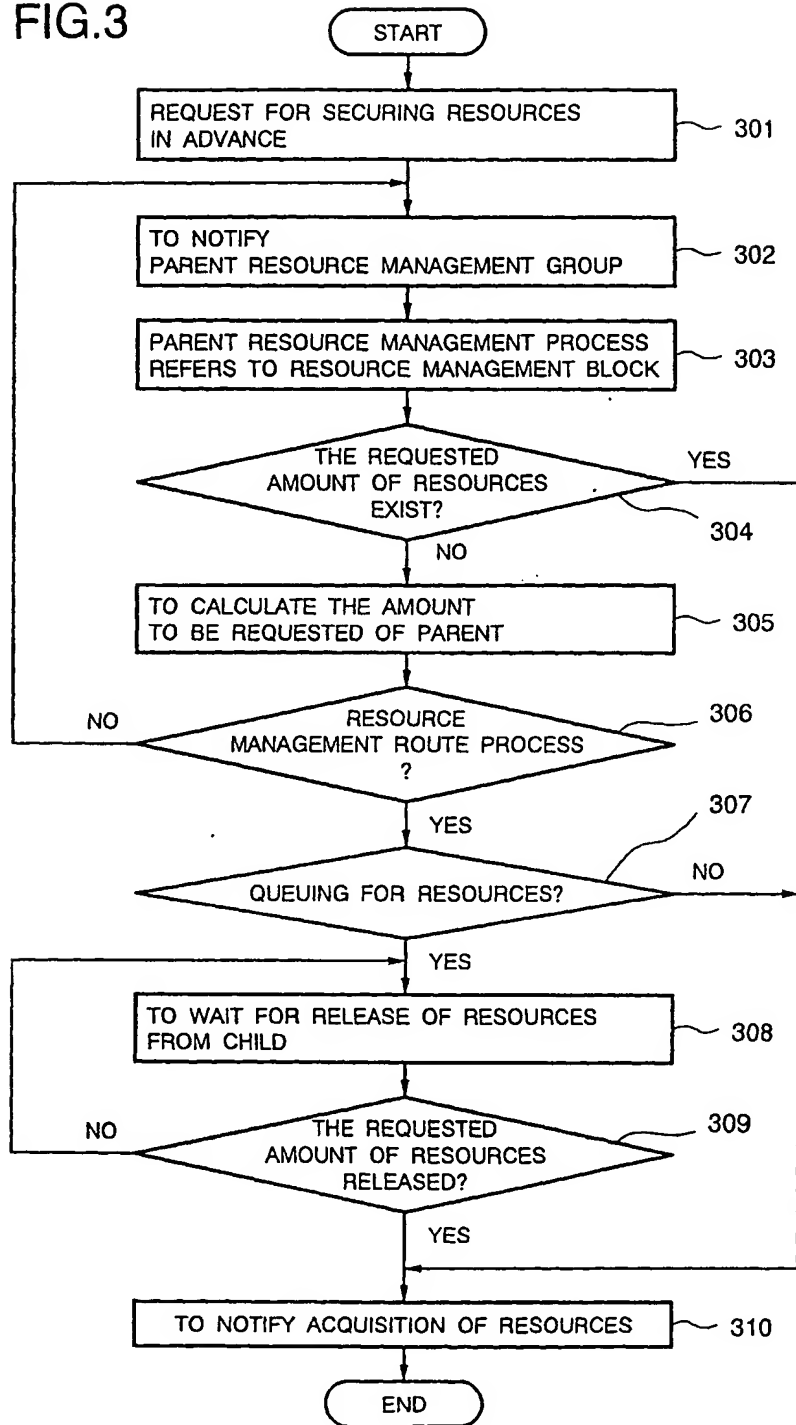 FIG.3
START
REQUEST FOR SECURING RESOURCES
IN ADVANCE
301
TO NOTIFY
PARENT RESOURCE MANAGEMENT GROUP
302
PARENT RESOURCE MANAGEMENT PROCESS
REFERS TO RESOURCE MANAGEMENT BLOCK
303
THE REQUESTED
AMOUNT OF RESOURCES
EXIST?
YES
304
NO
TO CALCULATE THE AMOUNT
TO BE REQUESTED OF PARENT
305
NO
RESOURCE
MANAGEMENT ROUTE PROCESS
?
306
YES
307
QUEUING FOR RESOURCES?
NO
YES
TO WAIT FOR RELEASE OF RESOURCES
FROM CHILD
308
NO
THE REQUESTED
AMOUNT OF RESOURCES
RELEASED?
309
YES
TO NOTIFY ACQUISITION OF RESOURCES
310
END